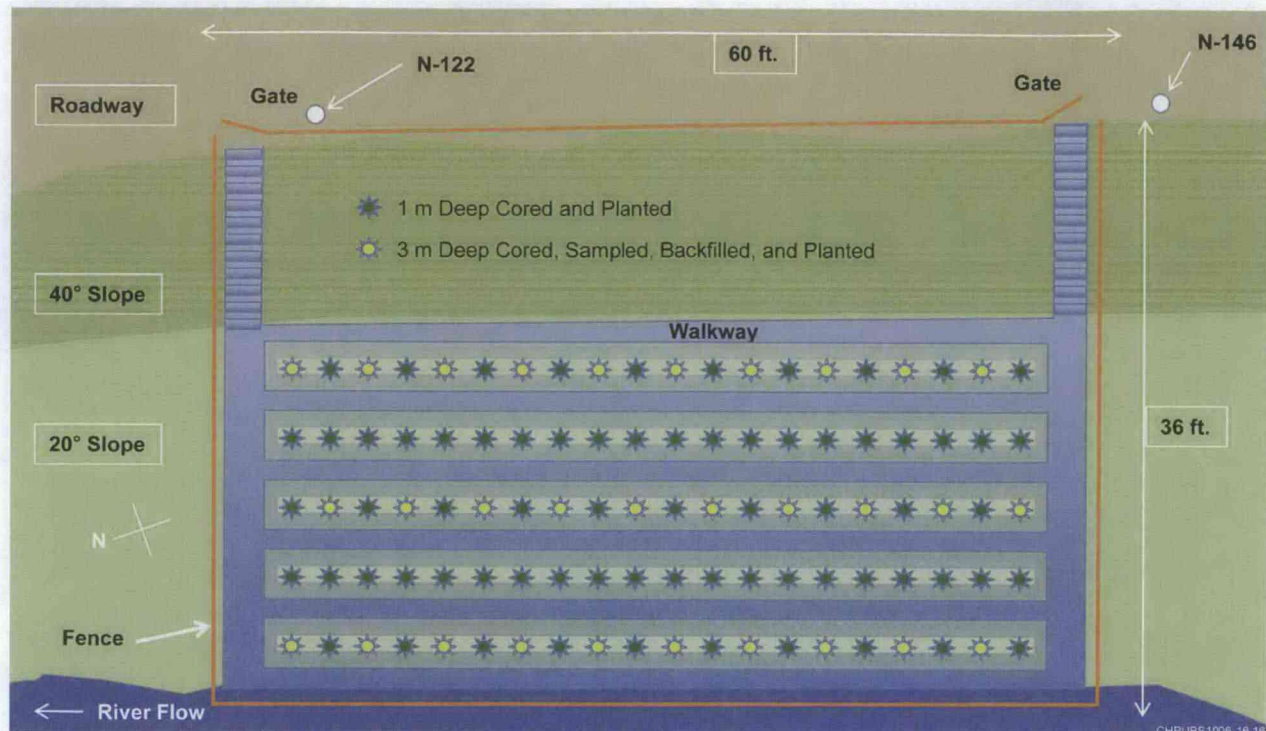 60 ft.
N-122
N-146
Gate
Gate
Roadway
1 m Deep Cored and Planted
3 m Deep Cored, Sampled, Backfilled, and Planted
40° Slope
Walkway
20° Slope
36 ft.
N
Fence
River Flow